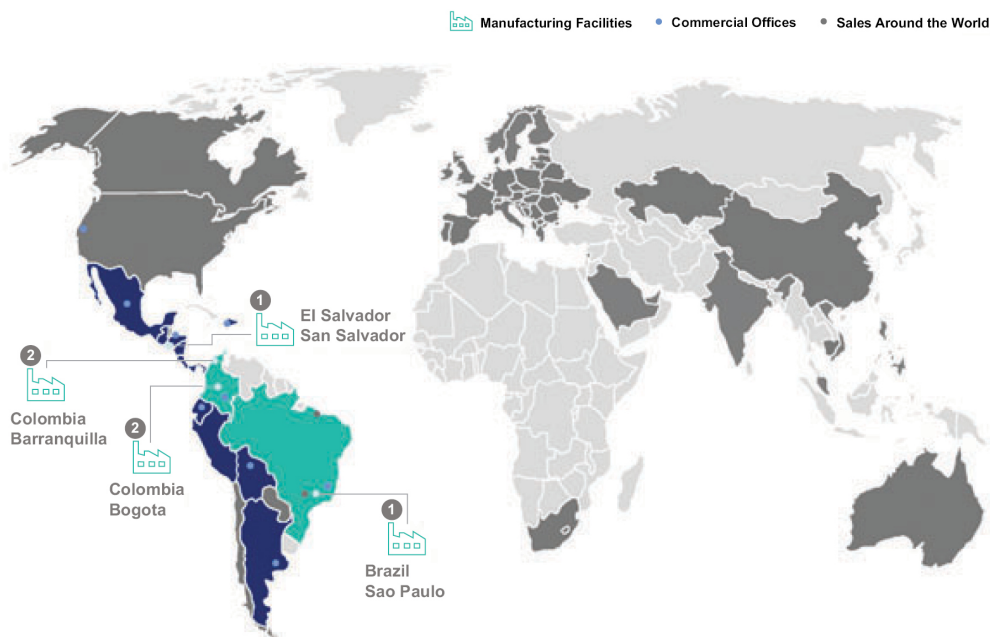 Manufacturing Facilities
Commercial Offices
Sales Around the World
1
El Salvador
San Salvador
2
Colombia
Barranquilla
2
Colombia
Bogota
1
Brazil
Sao Paulo